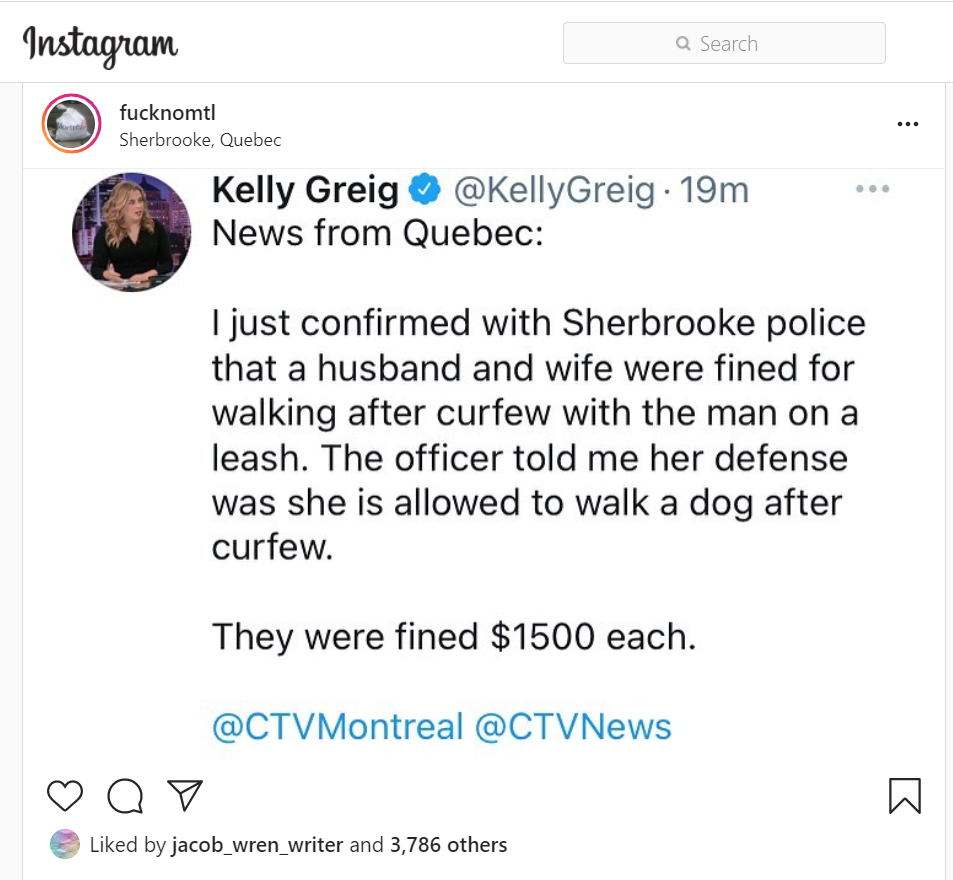 Instagram
Search
fucknomtl
Sherbrooke, Quebec
Kelly Greig @KellyGreig · 19m
News from Quebec:
I just confirmed with Sherbrooke police
that a husband and wife were fined for
walking after curfew with the man on a
leash. The officer told me her defense
was she is allowed to walk a dog after
curfew.
They were fined $1500 each.
@CTVMontreal @CTVNews
Liked by jacob_wren_writer and 3,786 others